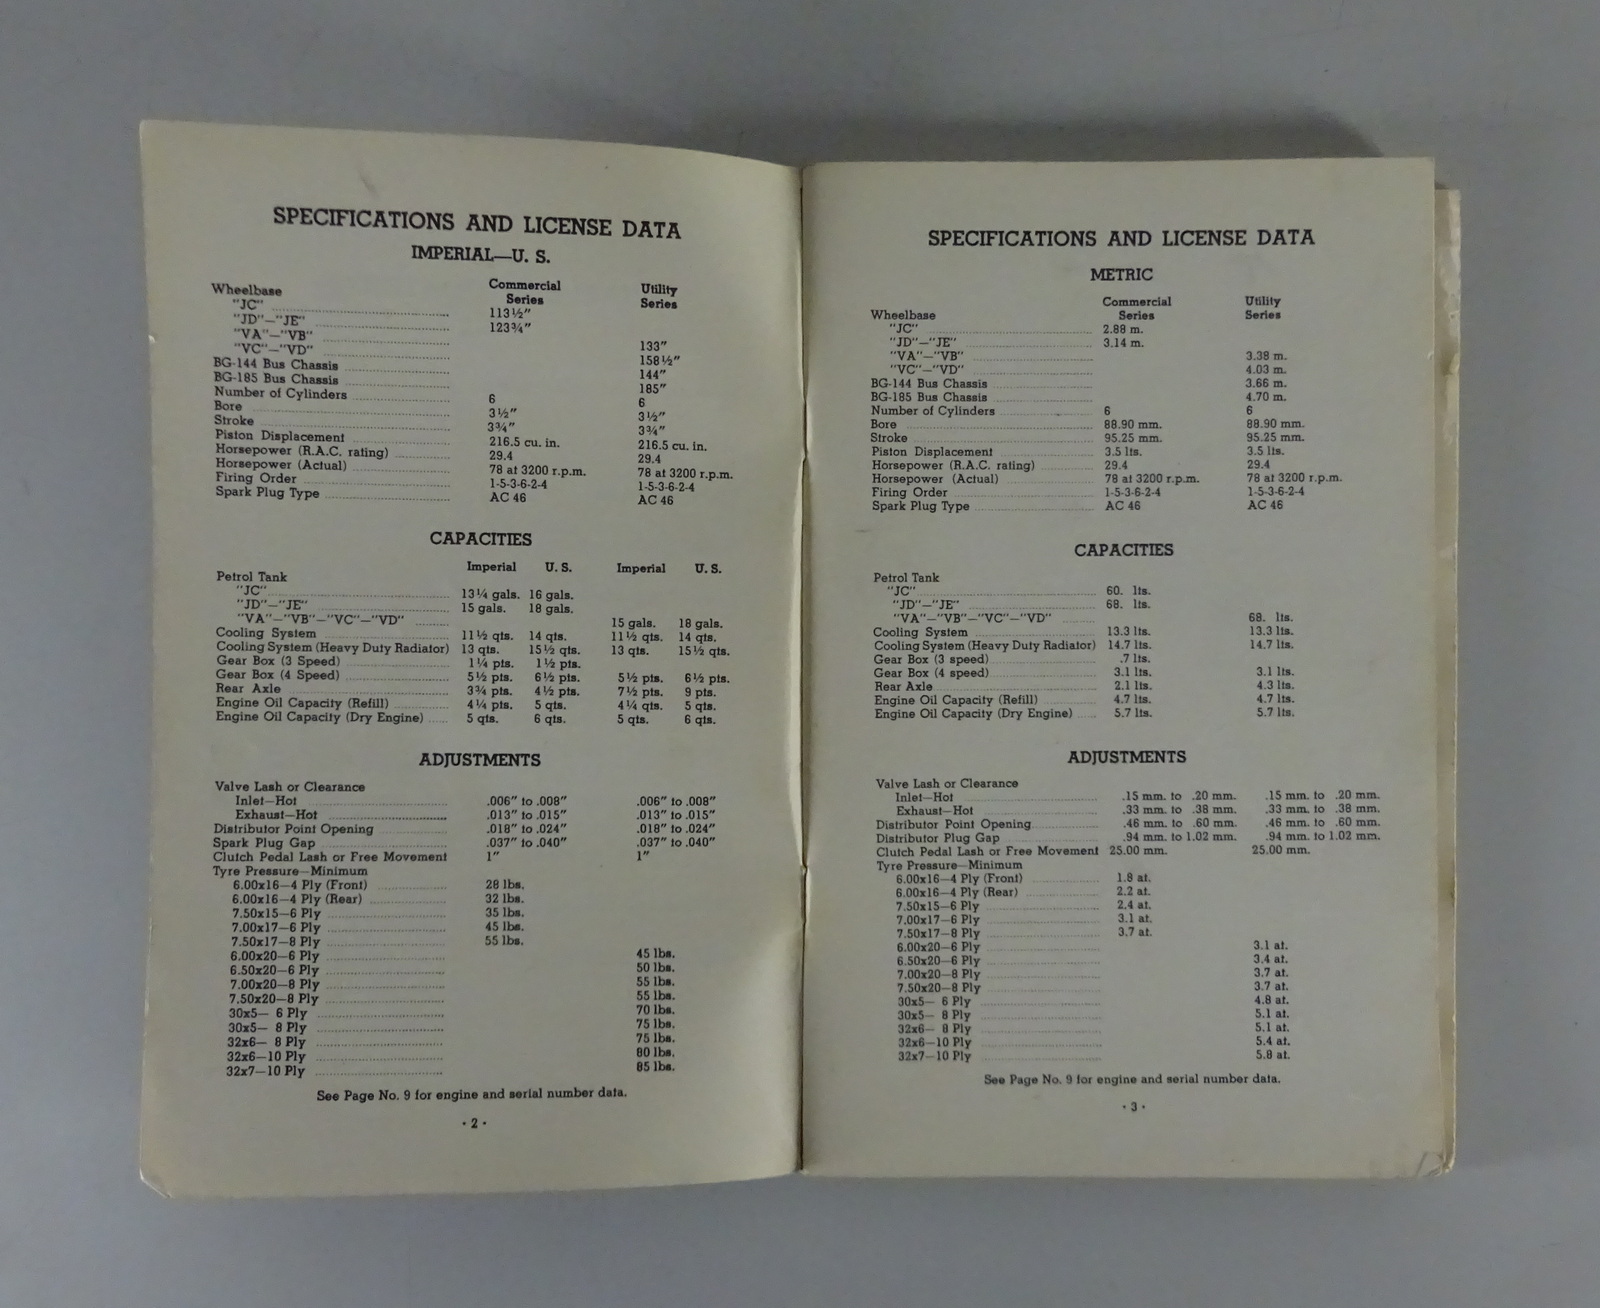 SPECIFICATIONS AND LICENSE DATA
IMPERIAL—U. S.
Commercial Series Utility Series
Wheelbase
"JC" 113½"
"JD"—"JE" 123¾"
"VA"—"VB" 133"
"VC"—"VD" 158½"
BG-144 Bus Chassis 144"
BG-185 Bus Chassis 185"
Number of Cylinders 6 6
Bore 3½" 3½"
Stroke 3¾" 3¾"
Piston Displacement 216.5 cu. in. 216.5 cu. in.
Horsepower (R.A.C. rating) 29.4 29.4
Horsepower (Actual) 78 at 3200 r.p.m. 78 at 3200 r.p.m.
Firing Order 1-5-3-6-2-4 1-5-3-6-2-4
Spark Plug Type AC 46 AC 46
CAPACITIES
Imperial U. S. Imperial U. S.
Petrol Tank
"JC" 13¼ gals. 16 gals.
"JD"—"JE" 15 gals. 18 gals.
"VA"—"VB"—"VC"—"VD" 15 gals. 18 gals.
Cooling System 11½ qts. 14 qts. 11½ qts. 14 qts.
Cooling System (Heavy Duty Radiator) 13 qts. 15½ qts. 13 qts. 15½ qts.
Gear Box (3 Speed) 1¼ pts. 1½ pts.
Gear Box (4 Speed) 5½ pts. 6½ pts. 5½ pts. 6½ pts.
Rear Axle 3¾ pts. 4½ pts. 7½ pts. 9 pts.
Engine Oil Capacity (Refill) 4¼ pts. 5 qts. 4¼ qts. 5 qts.
Engine Oil Capacity (Dry Engine) 5 qts. 6 qts. 5 qts. 6 qts.
ADJUSTMENTS
Valve Lash or Clearance
Inlet—Hot .006" to .008" .006" to .008"
Exhaust—Hot .013" to .015" .013" to .015"
Distributor Point Opening .018" to .024" .018" to .024"
Spark Plug Gap .037" to .040" .037" to .040"
Clutch Pedal Lash or Free Movement 1" 1"
Tyre Pressure—Minimum
6.00x16—4 Ply (Front) 28 lbs.
6.00x16—4 Ply (Rear) 32 lbs.
7.50x15—6 Ply 35 lbs.
7.00x17—6 Ply 45 lbs.
7.50x17—8 Ply 55 lbs.
6.00x20—6 Ply 45 lbs.
6.50x20—6 Ply 50 lbs.
7.00x20—8 Ply 55 lbs.
7.50x20—8 Ply 55 lbs.
30x5— 6 Ply 70 lbs.
30x5— 8 Ply 75 lbs.
32x6— 8 Ply 75 lbs.
32x6—10 Ply 80 lbs.
32x7—10 Ply 85 lbs.
See Page No. 9 for engine and serial number data.
· 2 ·
SPECIFICATIONS AND LICENSE DATA
METRIC
Commercial Series Utility Series
Wheelbase
"JC" 2.88 m.
"JD"—"JE" 3.14 m.
"VA"—"VB" 3.38 m.
"VC"—"VD" 4.03 m.
BG-144 Bus Chassis 3.66 m.
BG-185 Bus Chassis 4.70 m.
Number of Cylinders 6 6
Bore 88.90 mm. 88.90 mm.
Stroke 95.25 mm. 95.25 mm.
Piston Displacement 3.5 lts. 3.5 lts.
Horsepower (R.A.C. rating) 29.4 29.4
Horsepower (Actual) 78 at 3200 r.p.m. 78 at 3200 r.p.m.
Firing Order 1-5-3-6-2-4 1-5-3-6-2-4
Spark Plug Type AC 46 AC 46
CAPACITIES
Petrol Tank
"JC" 60. lts.
"JD"—"JE" 68. lts.
"VA"—"VB"—"VC"—"VD" 68. lts.
Cooling System 13.3 lts. 13.3 lts.
Cooling System (Heavy Duty Radiator) 14.7 lts. 14.7 lts.
Gear Box (3 speed) .7 lts.
Gear Box (4 speed) 3.1 lts. 3.1 lts.
Rear Axle 2.1 lts. 4.3 lts.
Engine Oil Capacity (Refill) 4.7 lts. 4.7 lts.
Engine Oil Capacity (Dry Engine) 5.7 lts. 5.7 lts.
ADJUSTMENTS
Valve Lash or Clearance
Inlet—Hot .15 mm. to .20 mm. .15 mm. to .20 mm.
Exhaust—Hot .33 mm. to .38 mm. .33 mm. to .38 mm.
Distributor Point Opening .46 mm. to .60 mm. .46 mm. to .60 mm.
Distributor Plug Gap .94 mm. to 1.02 mm. .94 mm. to 1.02 mm.
Clutch Pedal Lash or Free Movement 25.00 mm. 25.00 mm.
Tyre Pressure—Minimum
6.00x16—4 Ply (Front) 1.8 at.
6.00x16—4 Ply (Rear) 2.2 at.
7.50x15—6 Ply 2.4 at.
7.00x17—6 Ply 3.1 at.
7.50x17—8 Ply 3.7 at.
6.00x20—6 Ply 3.1 at.
6.50x20—6 Ply 3.4 at.
7.00x20—8 Ply 3.7 at.
7.50x20—8 Ply 3.7 at.
30x5— 6 Ply 4.8 at.
30x5— 8 Ply 5.1 at.
32x6— 8 Ply 5.1 at.
32x6—10 Ply 5.4 at.
32x7—10 Ply 5.8 at.
See Page No. 9 for engine and serial number data.
· 3 ·